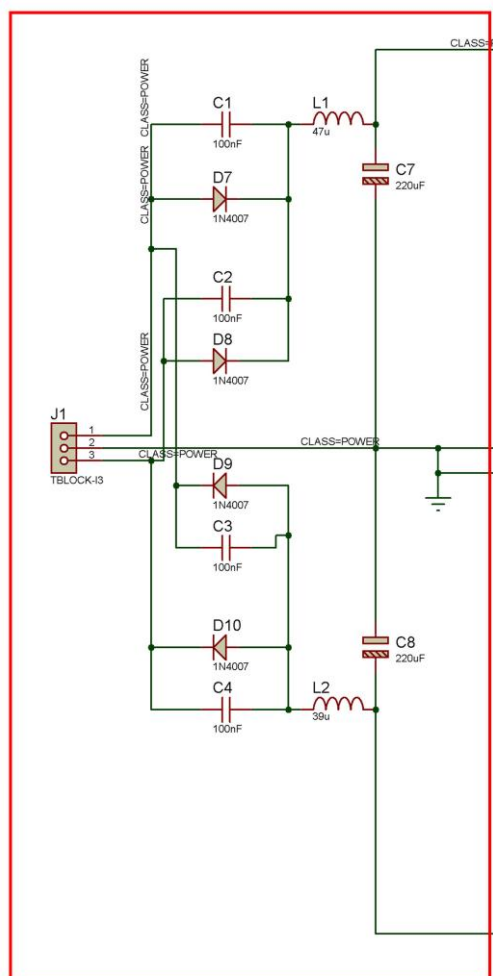 CLASS=P
CLASS=POWER
CLASS=POWER
C1
100nF
L1
47u
C7
220uF
D7
1N4007
C2
100nF
D8
1N4007
CLASS=POWER
J1
1
2
3
TBLOCK-I3
CLASS=POWER
CLASS=POWER
D9
1N4007
C3
100nF
D10
1N4007
C8
220uF
C4
100nF
L2
39u